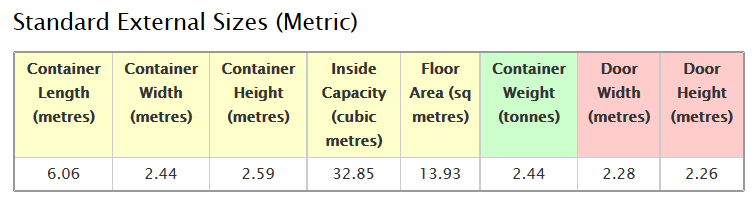 Standard External Sizes (Metric)
Container Length (metres) Container Width (metres) Container Height (metres) Inside Capacity (cubic metres) Floor Area (sq metres) Container Weight (tonnes) Door Width (metres) Door Height (metres)
6.06 2.44 2.59 32.85 13.93 2.44 2.28 2.26